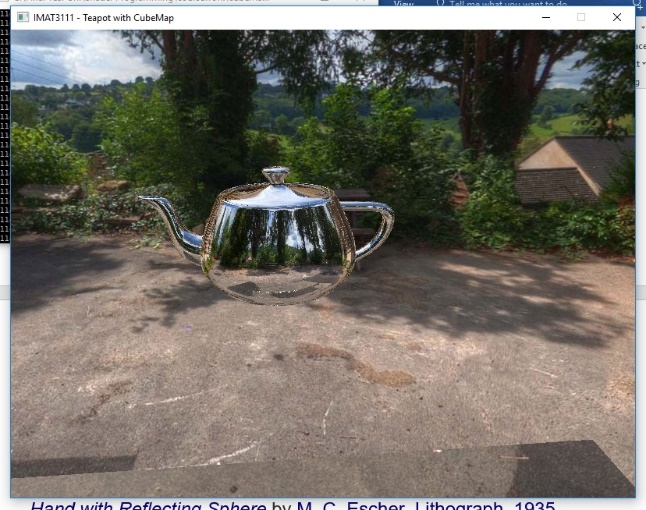 View Tell me what you want to do...
IMAT3111 - Teapot with CubeMap
Hand with Reflecting Sphere by M. C. Escher. Lithograph, 1935.